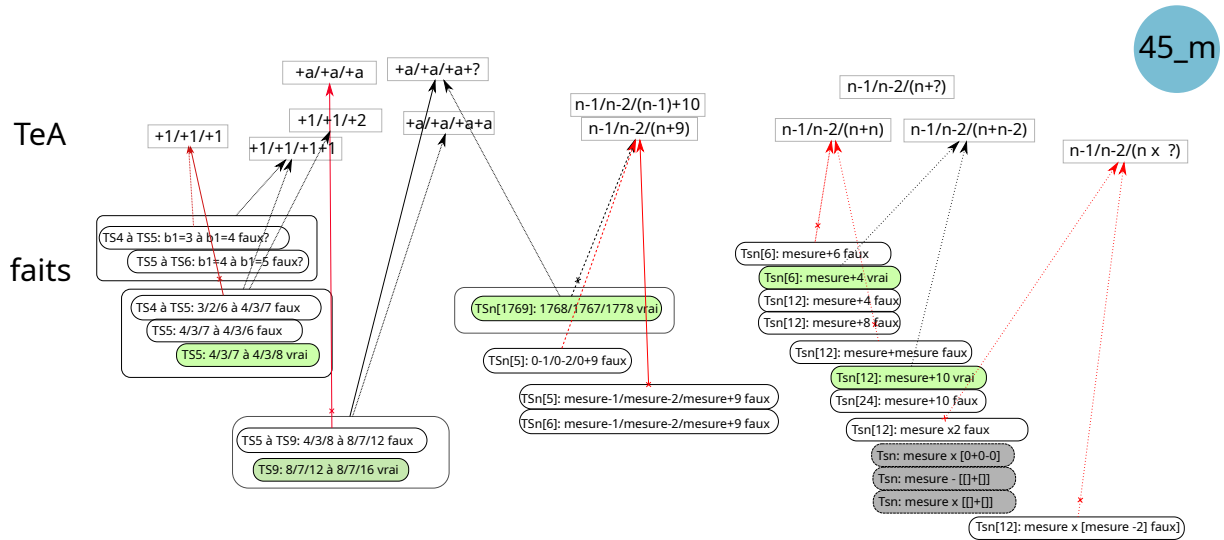 45_m
+a/+a/+a
+a/+a/+a+?
n-1/n-2/(n+?)
n-1/n-2/(n-1)+10
TeA
+1/+1/+1
+1/+1/+2
+a/+a/+a+a
n-1/n-2/(n+9)
n-1/n-2/(n+n)
n-1/n-2/(n+n-2)
+1/+1/+1+1
n-1/n-2/(n x ?)
faits
TS4 à TS5: b1=3 à b1=4 faux?
TS5 à TS6: b1=4 à b1=5 faux?
TS4 à TS5: 3/2/6 à 4/3/7 faux
TS5: 4/3/7 à 4/3/6 faux
TS5: 4/3/7 à 4/3/8 vrai
TS5 à TS9: 4/3/8 à 8/7/12 faux
TS9: 8/7/12 à 8/7/16 vrai
TSn[1769]: 1768/1767/1778 vrai
TSn[5]: 0-1/0-2/0+9 faux
TSn[5]: mesure-1/mesure-2/mesure+9 faux
TSn[6]: mesure-1/mesure-2/mesure+9 faux
Tsn[6]: mesure+6 faux
Tsn[6]: mesure+4 vrai
Tsn[12]: mesure+4 faux
Tsn[12]: mesure+8 faux
Tsn[12]: mesure+mesure faux
Tsn[12]: mesure+10 vrai
Tsn[24]: mesure+10 faux
Tsn[12]: mesure x2 faux
Tsn: mesure x [0+0-0]
Tsn: mesure - [[]+[]]
Tsn: mesure x [[]+[]]
Tsn[12]: mesure x [mesure -2] faux]